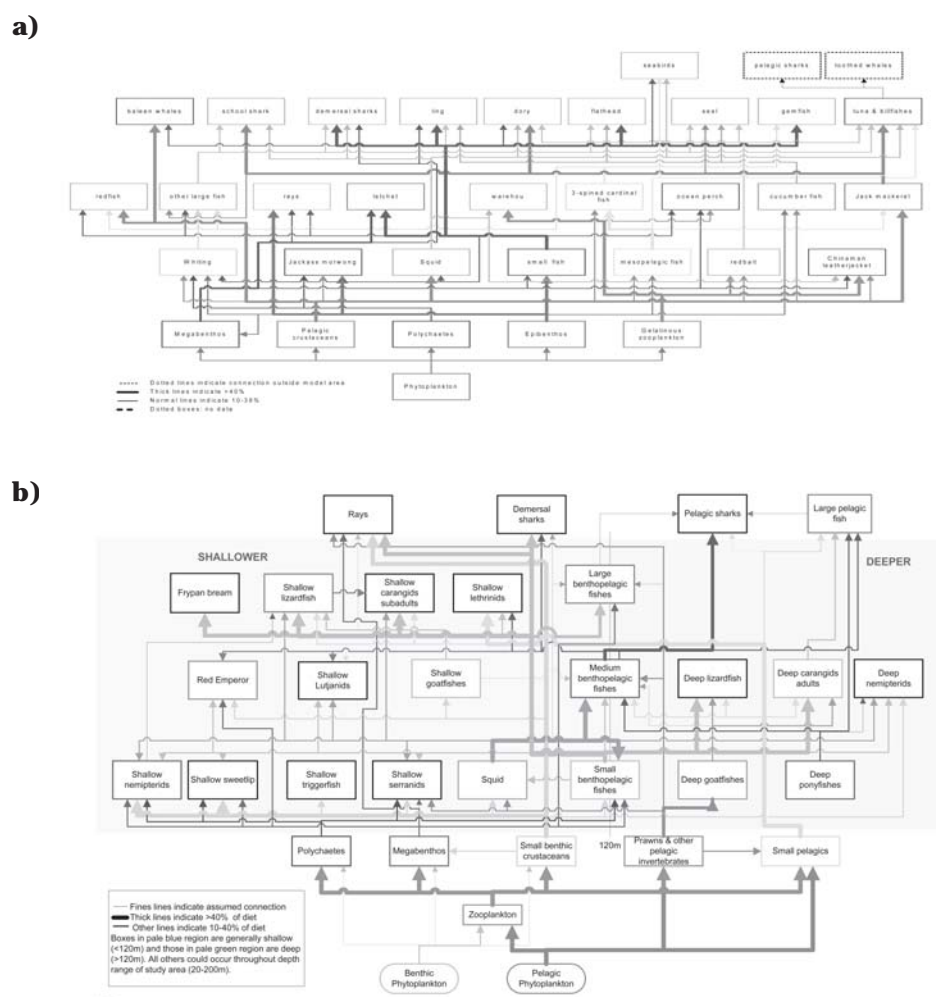 a)
seabirds
pelagic sharks
toothed whales
baleen whales
school shark
demersal sharks
ling
dory
flathead
seal
gemfish
tuna & billfishes
redfish
other large fish
rays
latchet
warehou
3-spined cardinal
fish
ocean perch
cucumber fish
Jack mackerel
Whiting
Jackass morwong
Squid
small fish
mesopelagic fish
redbait
Chinaman
leatherjacket
Megabenthos
Pelagic
crustaceans
Polychaetes
Epibenthos
Gelatinous
zooplankton
Phytoplankton
Dotted lines indicate connection outside model area
Thick lines indicate >40%
Normal lines indicate 10-39%
Dotted boxes: no data
b)
Rays
Demersal
sharks
Pelagic sharks
Large pelagic
fish
SHALLOWER
DEEPER
Frypan bream
Shallow
lizardfish
Shallow
carangids
subadults
Shallow
lethrinids
Large
benthopelagic
fishes
Red Emperor
Shallow
Lutjanids
Shallow
goatfishes
Medium
benthopelagic
fishes
Deep lizardfish
Deep carangids
adults
Deep
nemipterids
Shallow
nemipterids
Shallow sweetlip
Shallow
triggerfish
Shallow
serranids
Squid
Small
benthopelagic
fishes
Deep goatfishes
Deep
ponyfishes
Polychaetes
Megabenthos
Small benthic
crustaceans
120m
Prawns & other
pelagic
invertebrates
Small pelagics
Zooplankton
Benthic
Phytoplankton
Pelagic
Phytoplankton
Fines lines indicate assumed connection
Thick lines indicate >40% of diet
Other lines indicate 10-40% of diet
Boxes in pale blue region are generally shallow
(<120m) and those in pale green region are deep
(>120m). All others could occur throughout depth
range of study area (20-200m).